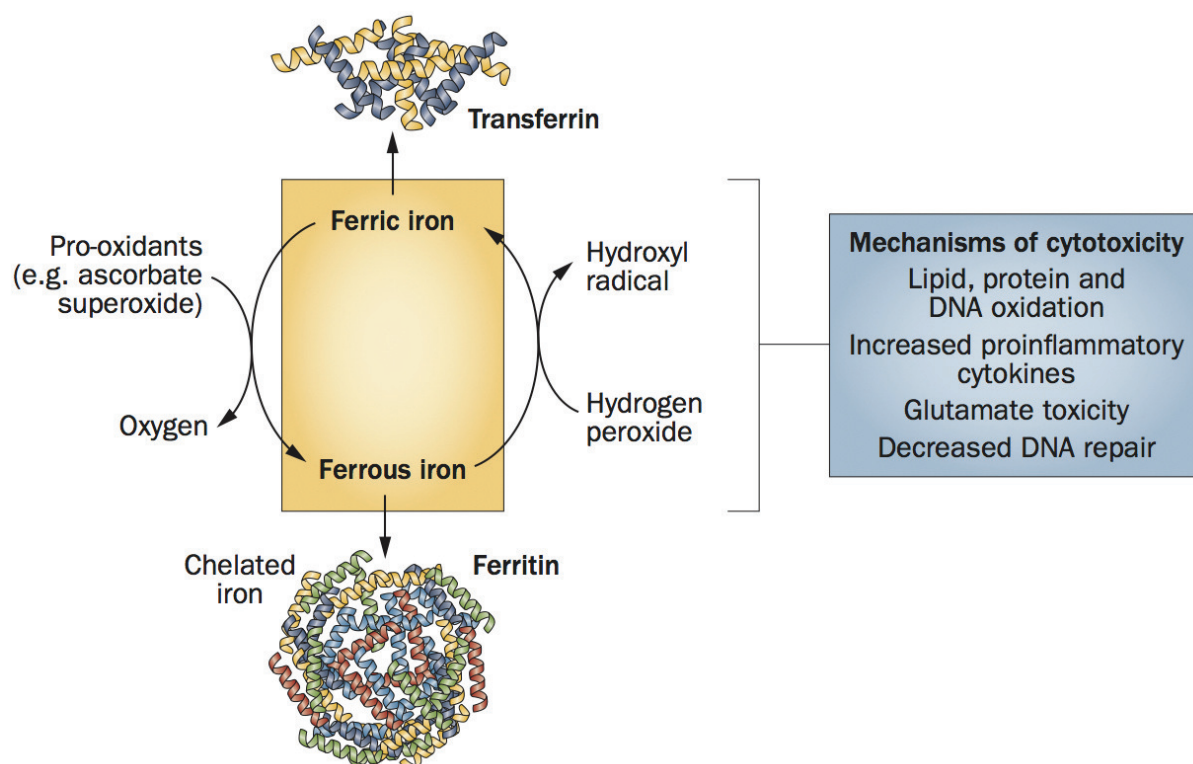 Transferrin
Ferric iron
Pro-oxidants
(e.g. ascorbate
superoxide)
Oxygen
Ferrous iron
Hydroxyl
radical
Hydrogen
peroxide
Chelated
iron
Ferritin
Mechanisms of cytotoxicity
Lipid, protein and
DNA oxidation
Increased proinflammatory
cytokines
Glutamate toxicity
Decreased DNA repair